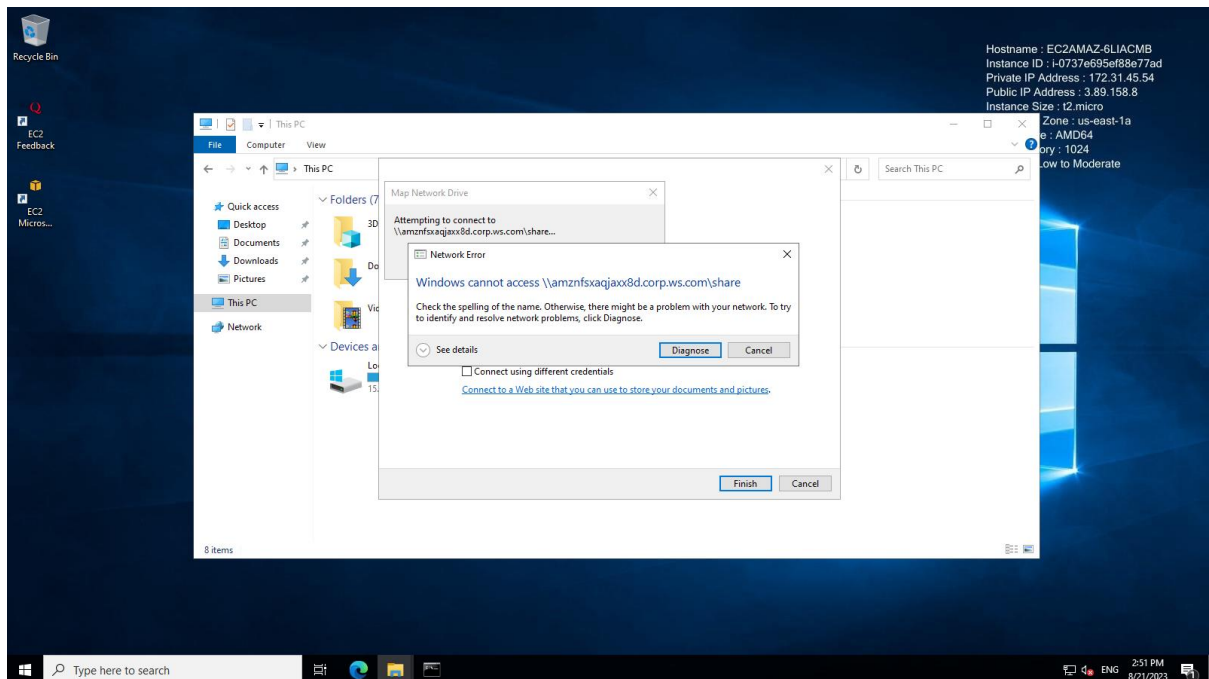 Recycle Bin
EC2
Feedback
EC2
Micros...
Hostname : EC2AMAZ-6LIACMB
Instance ID : i-0737e695ef88e77ad
Private IP Address : 172.31.45.54
Public IP Address : 3.89.158.8
Instance Size : t2.micro
Zone : us-east-1a
e : AMD64
ory : 1024
Low to Moderate
This PC
File Computer View
This PC
Search This PC
Quick access
Desktop
Documents
Downloads
Pictures
This PC
Network
Folders (7
3D
Do
Vic
Devices a
Lo
15.
Map Network Drive
Attempting to connect to
\\amznfsxaqjaxx8d.corp.ws.com\share...
Network Error
Windows cannot access \\amznfsxaqjaxx8d.corp.ws.com\share
Check the spelling of the name. Otherwise, there might be a problem with your network. To try
to identify and resolve network problems, click Diagnose.
See details
Diagnose Cancel
Connect using different credentials
Connect to a Web site that you can use to store your documents and pictures.
Finish Cancel
8 items
Type here to search
ENG
2:51 PM
8/21/2023
1